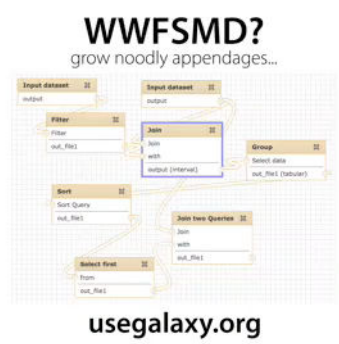 WWFSMD?
grow noodly appendages...
Input dataset
output
Input dataset
output
Filter
Filter
out_file1
Join
Join
with
output (interval)
Group
Select data
out_file1 (tabular)
Sort
Sort Query
out_file1
Join two Queries
Join
with
out_file1
Select first
from
out_file1
usegalaxy.org